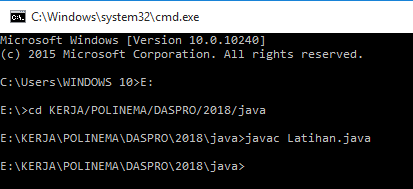 C:\Windows\system32\cmd.exe
Microsoft Windows [Version 10.0.10240]
(c) 2015 Microsoft Corporation. All rights reserved.
C:\Users\WINDOWS 10>E:
E:\>cd KERJA/POLINEMA/DASPRO/2018/java
E:\KERJA\POLINEMA\DASPRO\2018\java>javac Latihan.java
E:\KERJA\POLINEMA\DASPRO\2018\java>